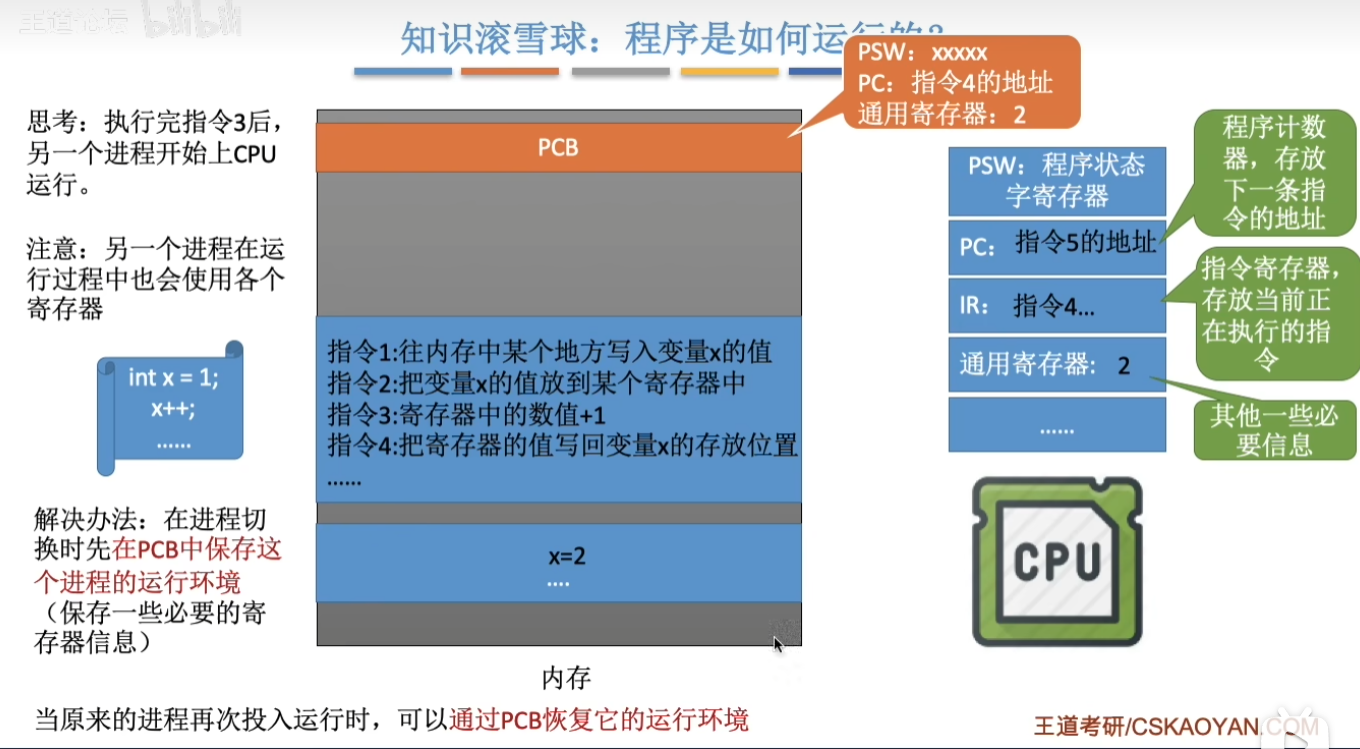 王道论坛 bilibili
知识滚雪球：程序是如何运行的？
PSW：xxxxx
PC：指令4的地址
通用寄存器：2
思考：执行完指令3后，
另一个进程开始上CPU
运行。
注意：另一个进程在运
行过程中也会使用各个
寄存器
int x = 1;
x++;
……
解决办法：在进程切
换时先在PCB中保存这
个进程的运行环境
（保存一些必要的寄
存器信息）
PCB
指令1:往内存中某个地方写入变量x的值
指令2:把变量x的值放到某个寄存器中
指令3:寄存器中的数值+1
指令4:把寄存器的值写回变量x的存放位置
……
x=2
....
内存
PSW：程序状态
字寄存器
PC： 指令5的地址
IR： 指令4...
通用寄存器： 2
……
程序计数
器，存放
下一条指
令的地址
指令寄存器，
存放当前正
在执行的指
令
其他一些必
要信息
CPU
当原来的进程再次投入运行时，可以通过PCB恢复它的运行环境
王道考研/CSKAOYAN.COM